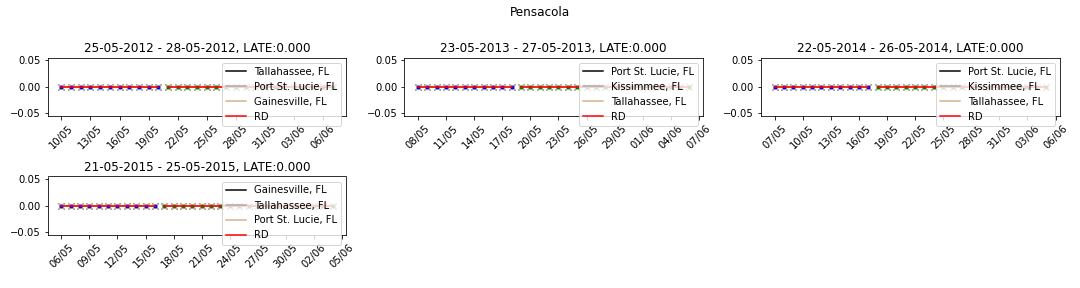 Pensacola
25-05-2012 - 28-05-2012, LATE:0.000
0.05
0.00
−0.05
Tallahassee, FL
Port St. Lucie, FL
Gainesville, FL
RD
10/05
13/05
16/05
19/05
22/05
25/05
28/05
31/05
03/06
06/06
23-05-2013 - 27-05-2013, LATE:0.000
0.05
0.00
−0.05
Port St. Lucie, FL
Kissimmee, FL
Tallahassee, FL
RD
08/05
11/05
14/05
17/05
20/05
23/05
26/05
29/05
01/06
04/06
07/06
22-05-2014 - 26-05-2014, LATE:0.000
0.05
0.00
−0.05
Port St. Lucie, FL
Kissimmee, FL
Tallahassee, FL
RD
07/05
10/05
13/05
16/05
19/05
22/05
25/05
28/05
31/05
03/06
06/06
21-05-2015 - 25-05-2015, LATE:0.000
0.05
0.00
−0.05
Gainesville, FL
Tallahassee, FL
Port St. Lucie, FL
RD
06/05
09/05
12/05
15/05
18/05
21/05
24/05
27/05
30/05
02/06
05/06